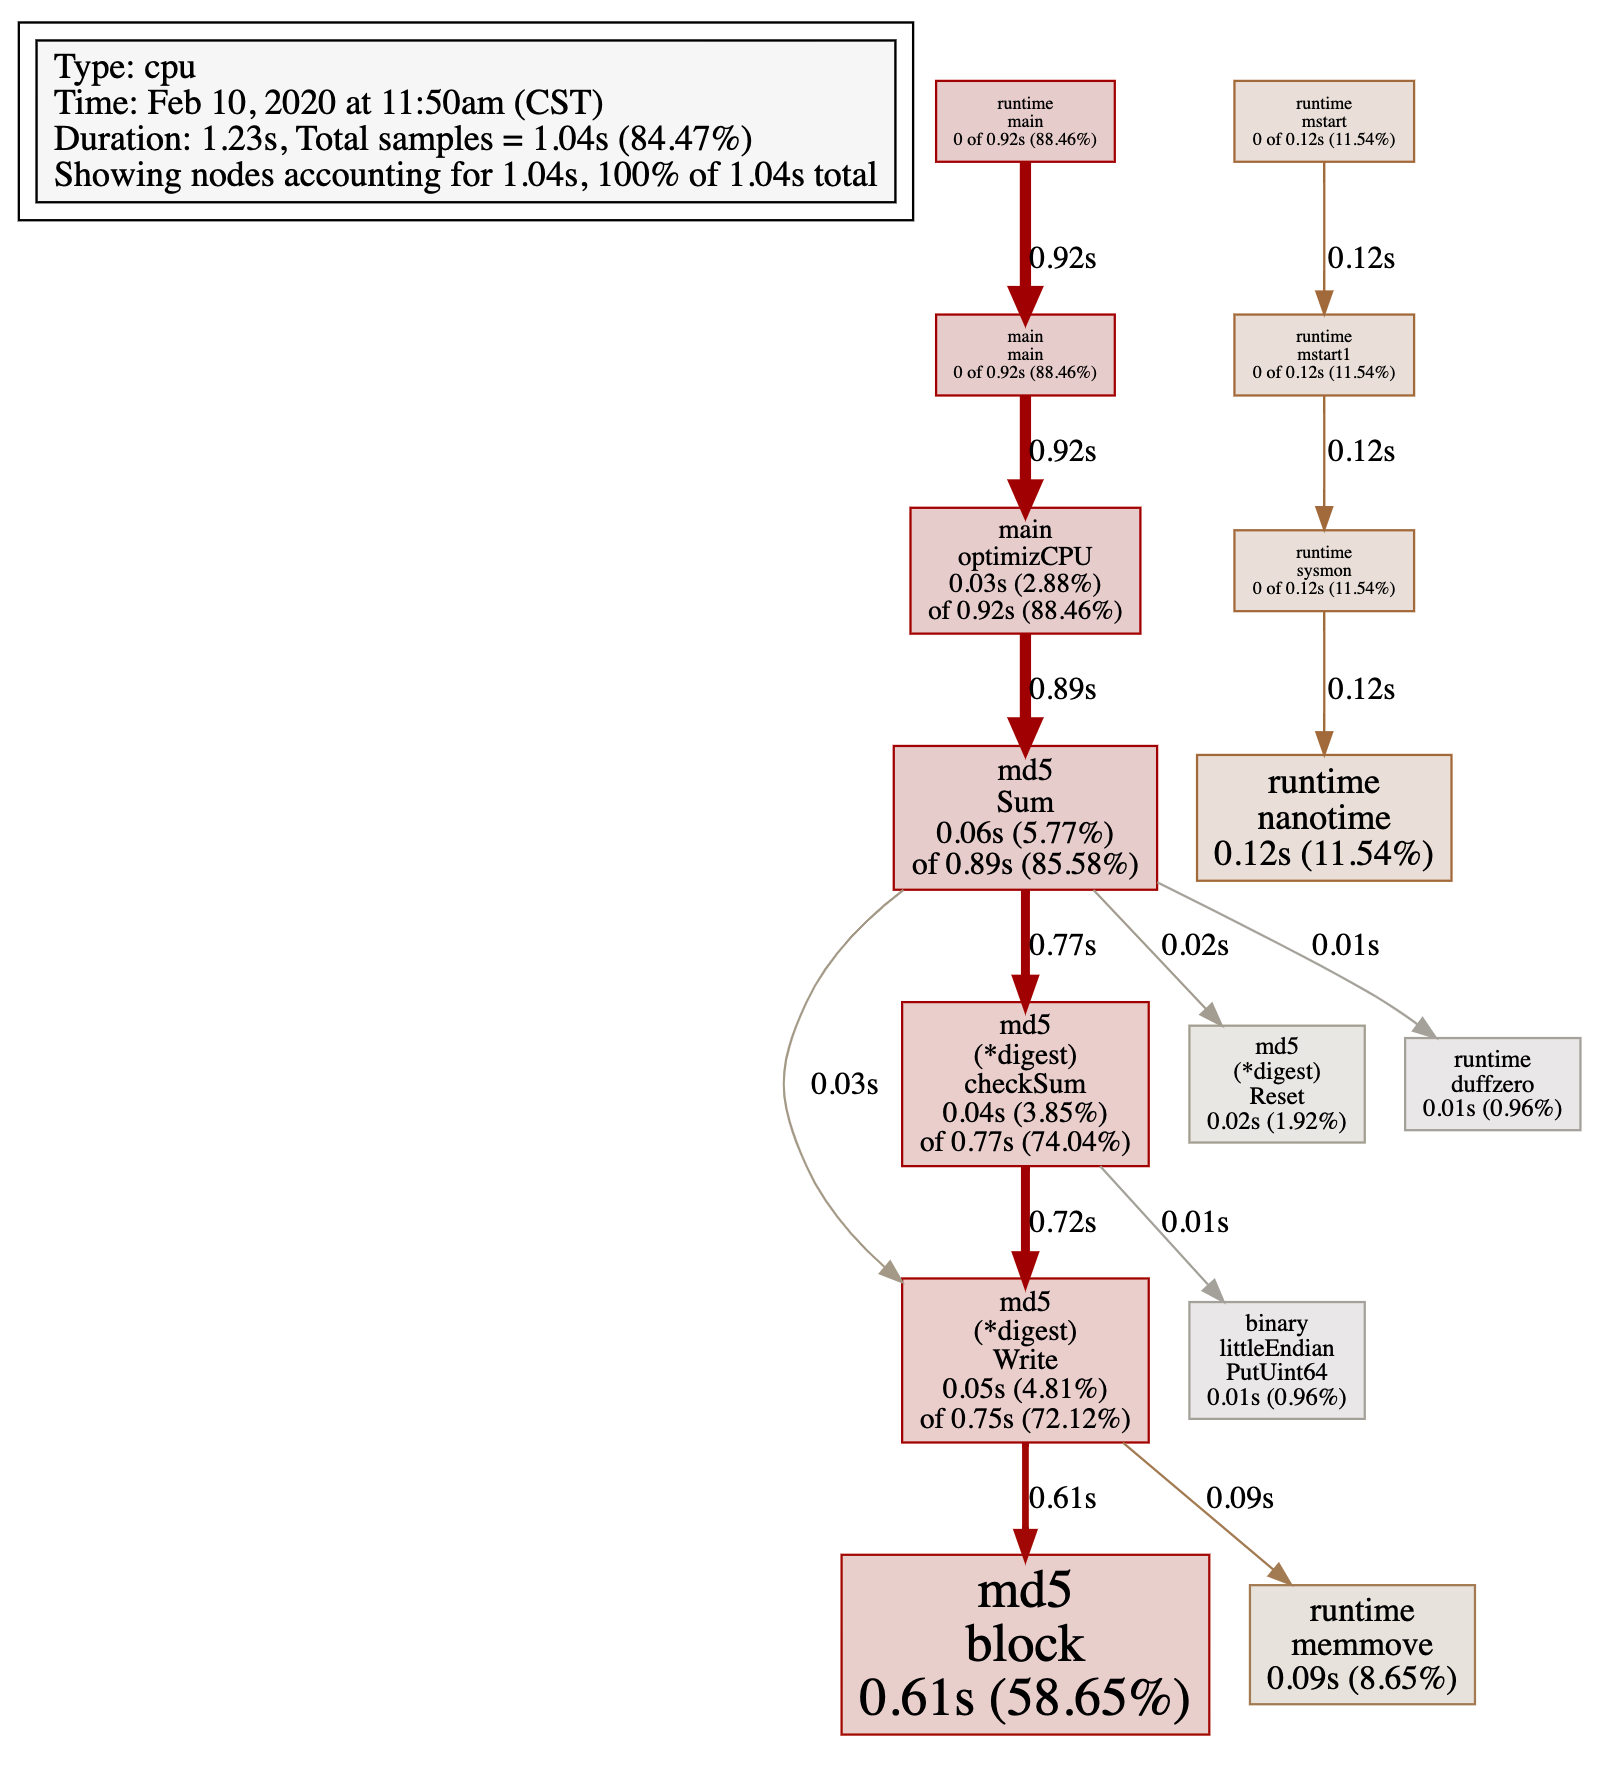 Type: cpu
Time: Feb 10, 2020 at 11:50am (CST)
Duration: 1.23s, Total samples = 1.04s (84.47%)
Showing nodes accounting for 1.04s, 100% of 1.04s total
runtime
main
0 of 0.92s (88.46%)
runtime
mstart
0 of 0.12s (11.54%)
0.92s
0.12s
main
main
0 of 0.92s (88.46%)
runtime
mstart1
0 of 0.12s (11.54%)
0.92s
0.12s
main
optimizCPU
0.03s (2.88%)
of 0.92s (88.46%)
runtime
sysmon
0 of 0.12s (11.54%)
0.89s
0.12s
md5
Sum
0.06s (5.77%)
of 0.89s (85.58%)
runtime
nanotime
0.12s (11.54%)
0.77s
0.02s
0.01s
0.03s
md5
(*digest)
checkSum
0.04s (3.85%)
of 0.77s (74.04%)
md5
(*digest)
Reset
0.02s (1.92%)
runtime
duffzero
0.01s (0.96%)
0.72s
0.01s
md5
(*digest)
Write
0.05s (4.81%)
of 0.75s (72.12%)
binary
littleEndian
PutUint64
0.01s (0.96%)
0.61s
0.09s
md5
block
0.61s (58.65%)
runtime
memmove
0.09s (8.65%)